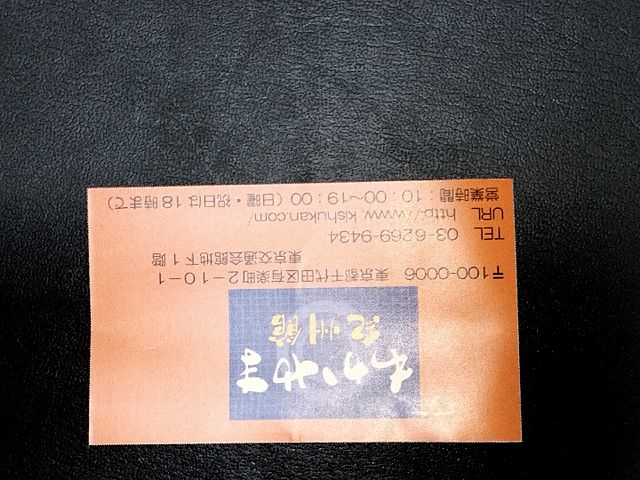 わかやま
紀州館
〒100-0006 東京都千代田区有楽町2-10-1
東京交通会館地下1階
TEL 03-6269-9434
URL http://www.kishukan.com/
営業時間：10：00〜19：00（日曜・祝日は18時まで）